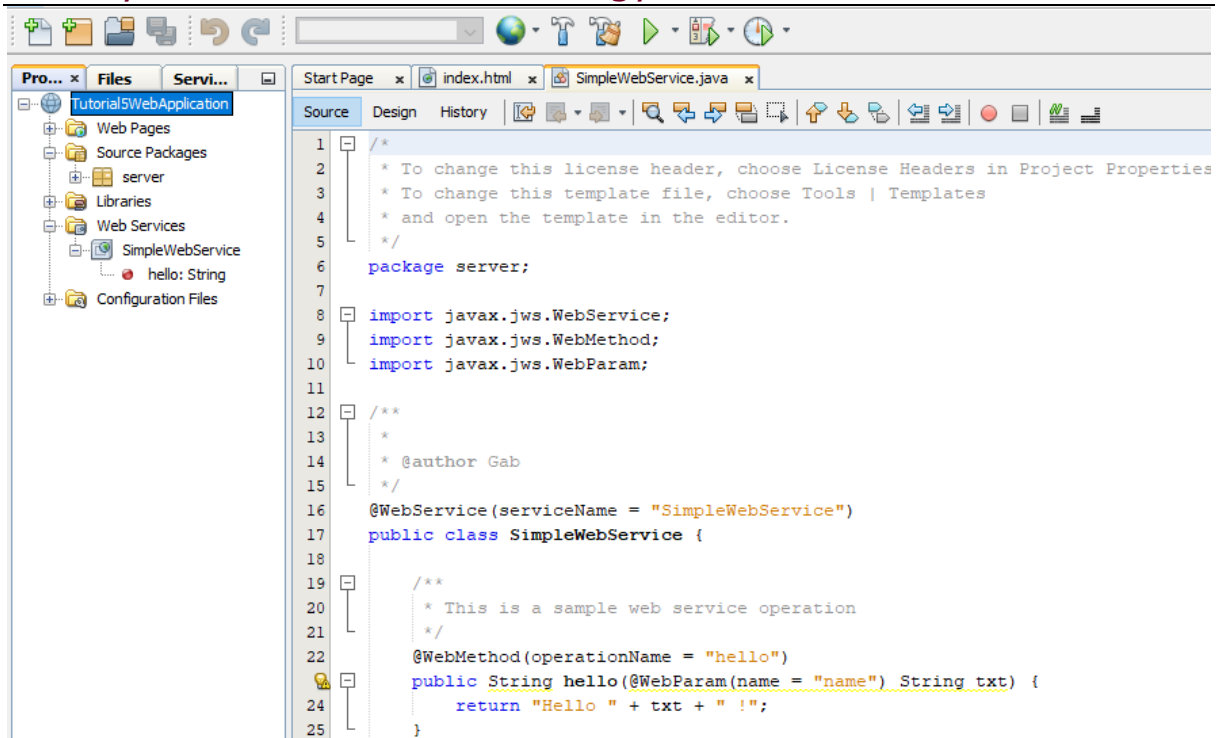 Pro... × Files Servi...
Tutorial5WebApplication
Web Pages
Source Packages
server
Libraries
Web Services
SimpleWebService
hello: String
Configuration Files
Start Page × index.html × SimpleWebService.java ×
Source Design History
1 /*
2 * To change this license header, choose License Headers in Project Properties
3 * To change this template file, choose Tools | Templates
4 * and open the template in the editor.
5 */
6 package server;
7
8 import javax.jws.WebService;
9 import javax.jws.WebMethod;
10 import javax.jws.WebParam;
11
12 /**
13 *
14 * @author Gab
15 */
16 @WebService(serviceName = "SimpleWebService")
17 public class SimpleWebService {
18
19 /**
20 * This is a sample web service operation
21 */
22 @WebMethod(operationName = "hello")
public String hello(@WebParam(name = "name") String txt) {
24 return "Hello " + txt + " !";
25 }